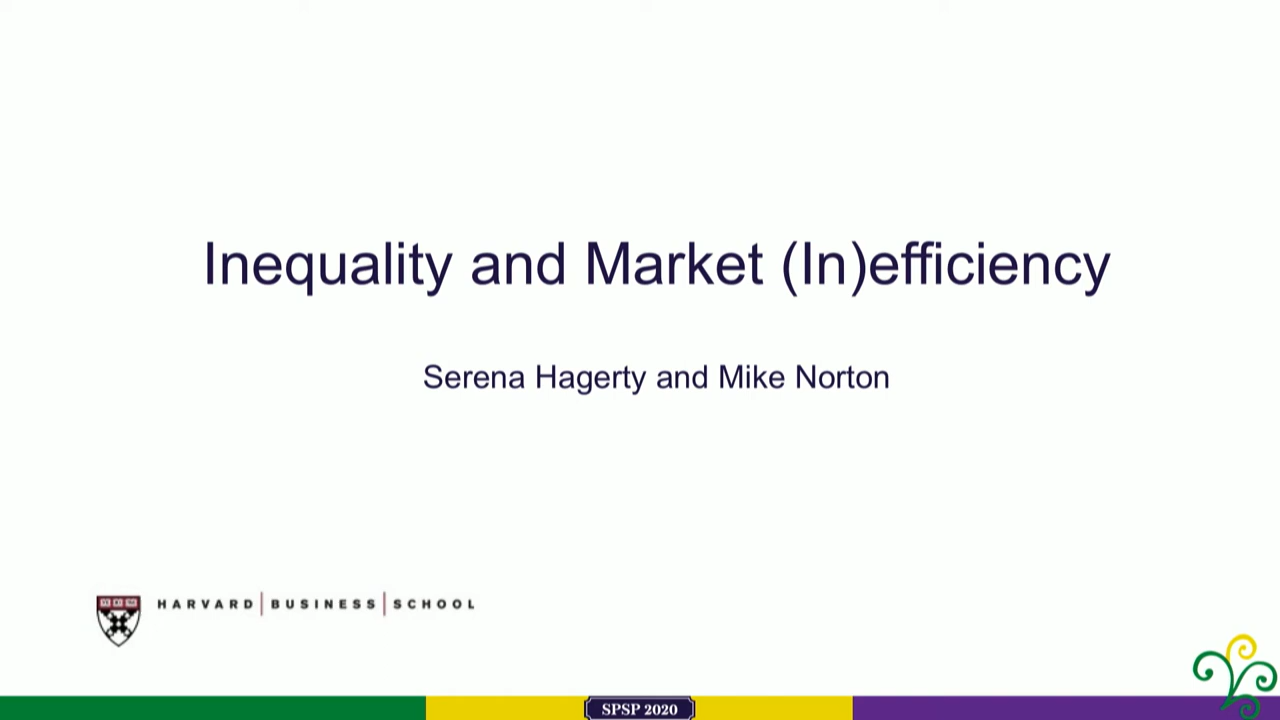 Inequality and Market (In)efficiency
Serena Hagerty and Mike Norton
HARVARD | BUSINESS | SCHOOL
SPSP 2020